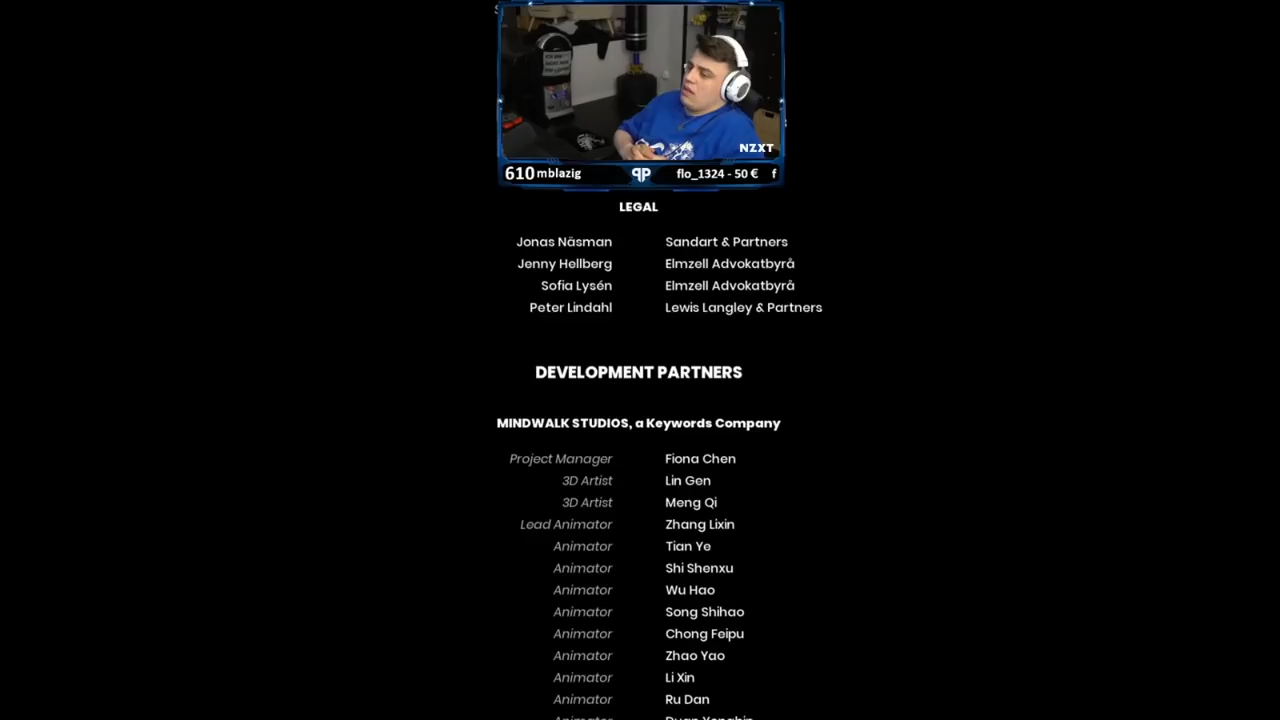 NZXT
610 mblazig
flo_1324 - 50 € f
LEGAL
Jonas Näsman Sandart & Partners
Jenny Hellberg Elmzell Advokatbyrå
Sofia Lysén Elmzell Advokatbyrå
Peter Lindahl Lewis Langley & Partners
DEVELOPMENT PARTNERS
MINDWALK STUDIOS, a Keywords Company
Project Manager Fiona Chen
3D Artist Lin Gen
3D Artist Meng Qi
Lead Animator Zhang Lixin
Animator Tian Ye
Animator Shi Shenxu
Animator Wu Hao
Animator Song Shihao
Animator Chong Feipu
Animator Zhao Yao
Animator Li Xin
Animator Ru Dan
Animator